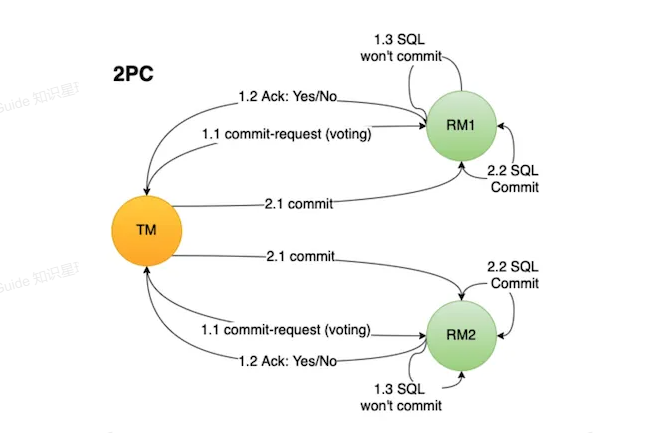 1.3 SQL
won't commit
2PC
Guide 知识星球
1.2 Ack: Yes/No
RM1
1.1 commit-request (voting)
2.2 SQL
Commit
2.1 commit
TM
2.1 commit
2.2 SQL
Commit
Guide 知识星球
1.1 commit-request (voting)
RM2
1.2 Ack: Yes/No
1.3 SQL
won't commit